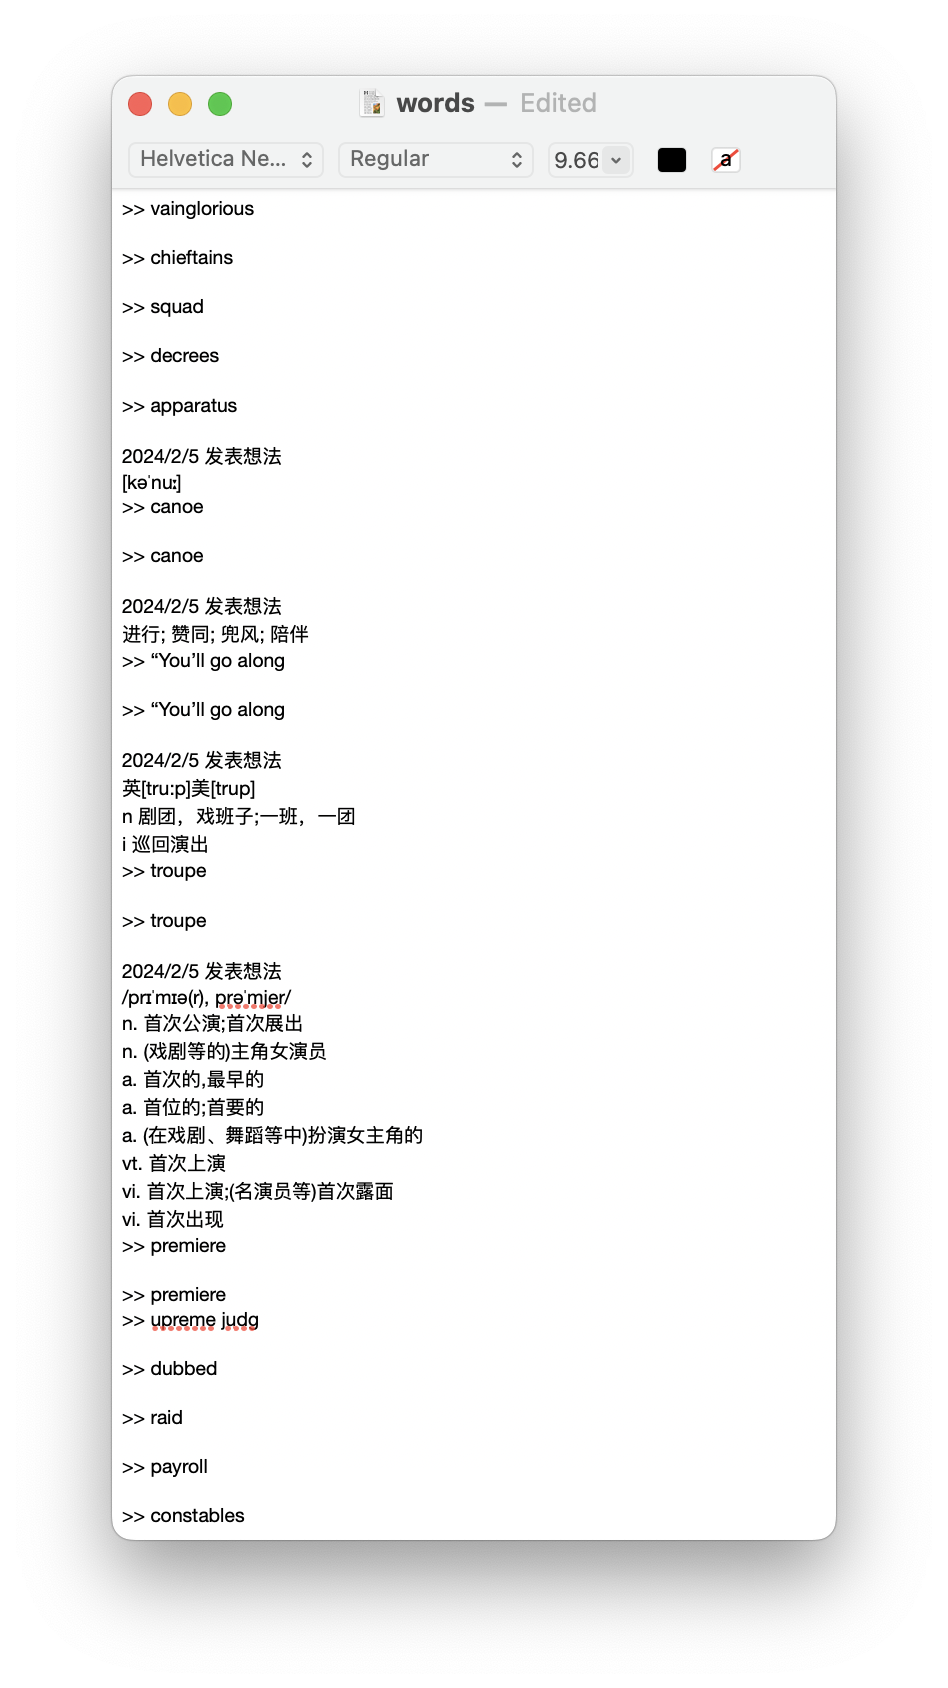 words — Edited
Helvetica Ne... Regular 9.66 a
>> vainglorious
>> chieftains
>> squad
>> decrees
>> apparatus
2024/2/5 发表想法
[kəˈnuː]
>> canoe
>> canoe
2024/2/5 发表想法
进行; 赞同; 兜风; 陪伴
>> “You’ll go along
>> “You’ll go along
2024/2/5 发表想法
英[tru:p]美[trup]
n 剧团，戏班子;一班，一团
i 巡回演出
>> troupe
>> troupe
2024/2/5 发表想法
/prɪˈmɪə(r), prəˈmjer/
n. 首次公演;首次展出
n. (戏剧等的)主角女演员
a. 首次的,最早的
a. 首位的;首要的
a. (在戏剧、舞蹈等中)扮演女主角的
vt. 首次上演
vi. 首次上演;(名演员等)首次露面
vi. 首次出现
>> premiere
>> premiere
>> upreme judg
>> dubbed
>> raid
>> payroll
>> constables